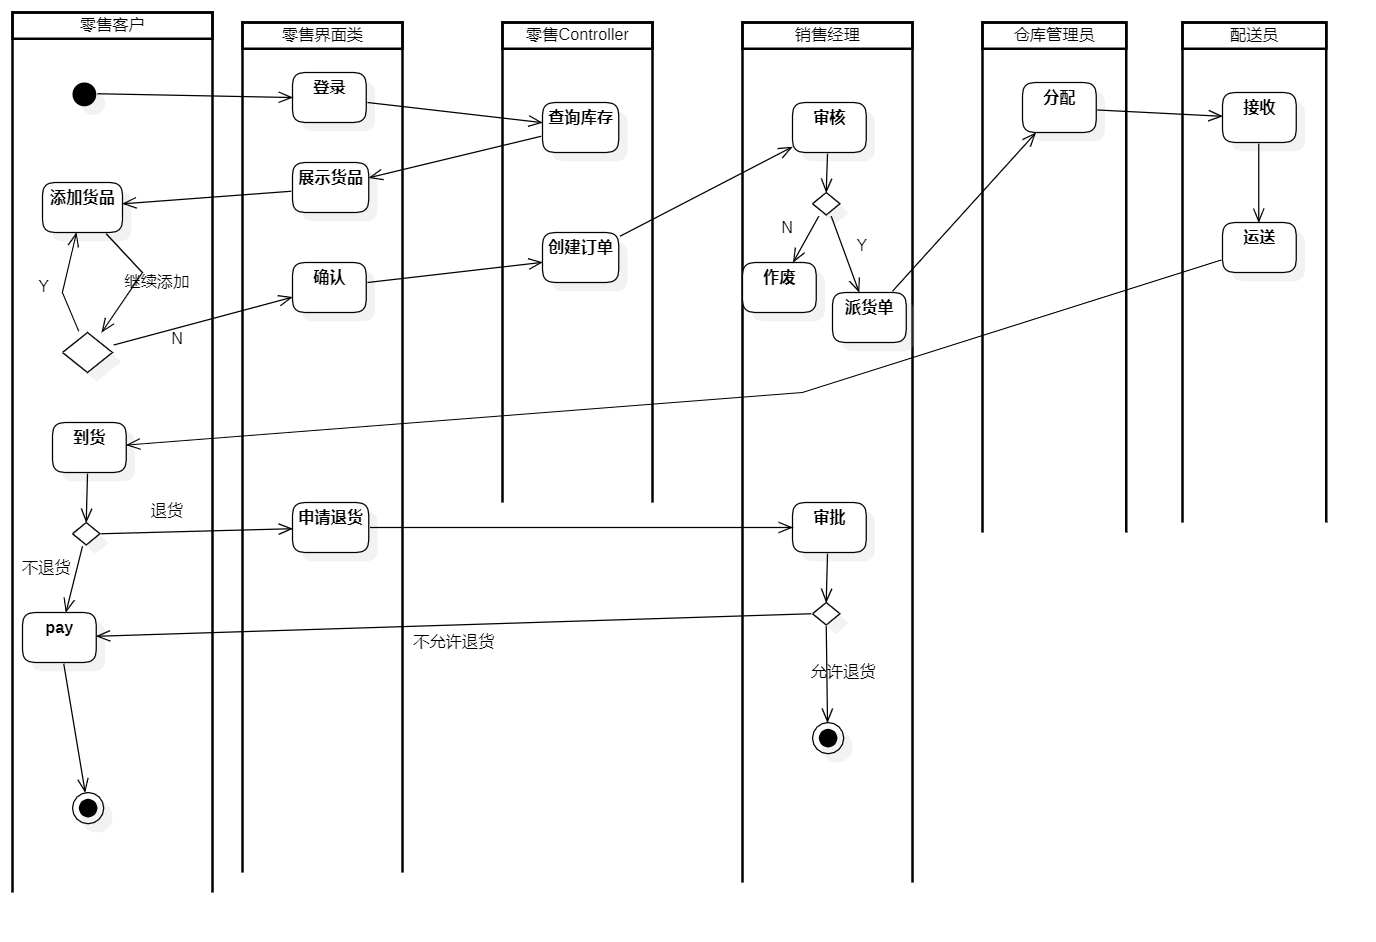 零售客户
零售界面类
零售Controller
销售经理
仓库管理员
配送员
登录
查询库存
审核
分配
接收
添加货品
展示货品
创建订单
运送
N
Y
Y
继续添加
确认
作废
派货单
N
到货
退货
申请退货
审批
不退货
pay
不允许退货
允许退货